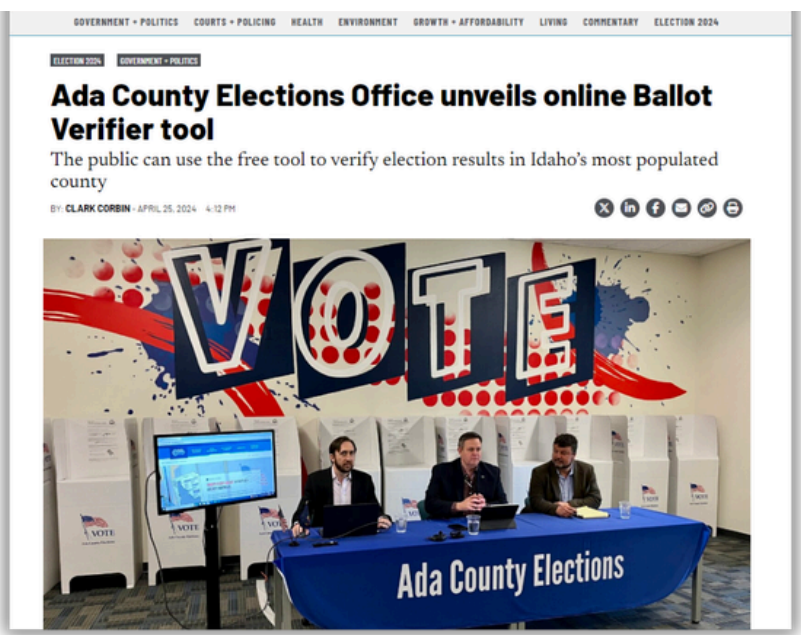 GOVERNMENT + POLITICS COURTS + POLICING HEALTH ENVIRONMENT GROWTH + AFFORDABILITY LIVING COMMENTARY ELECTION 2024
ELECTION 2024 GOVERNMENT + POLITICS
Ada County Elections Office unveils online Ballot
Verifier tool
The public can use the free tool to verify election results in Idaho’s most populated
county
BY: CLARK CORBIN - APRIL 25, 2024 4:12 PM
VOTE
VOTE
VOTE
VOTE
VOTE
Ada County Elections